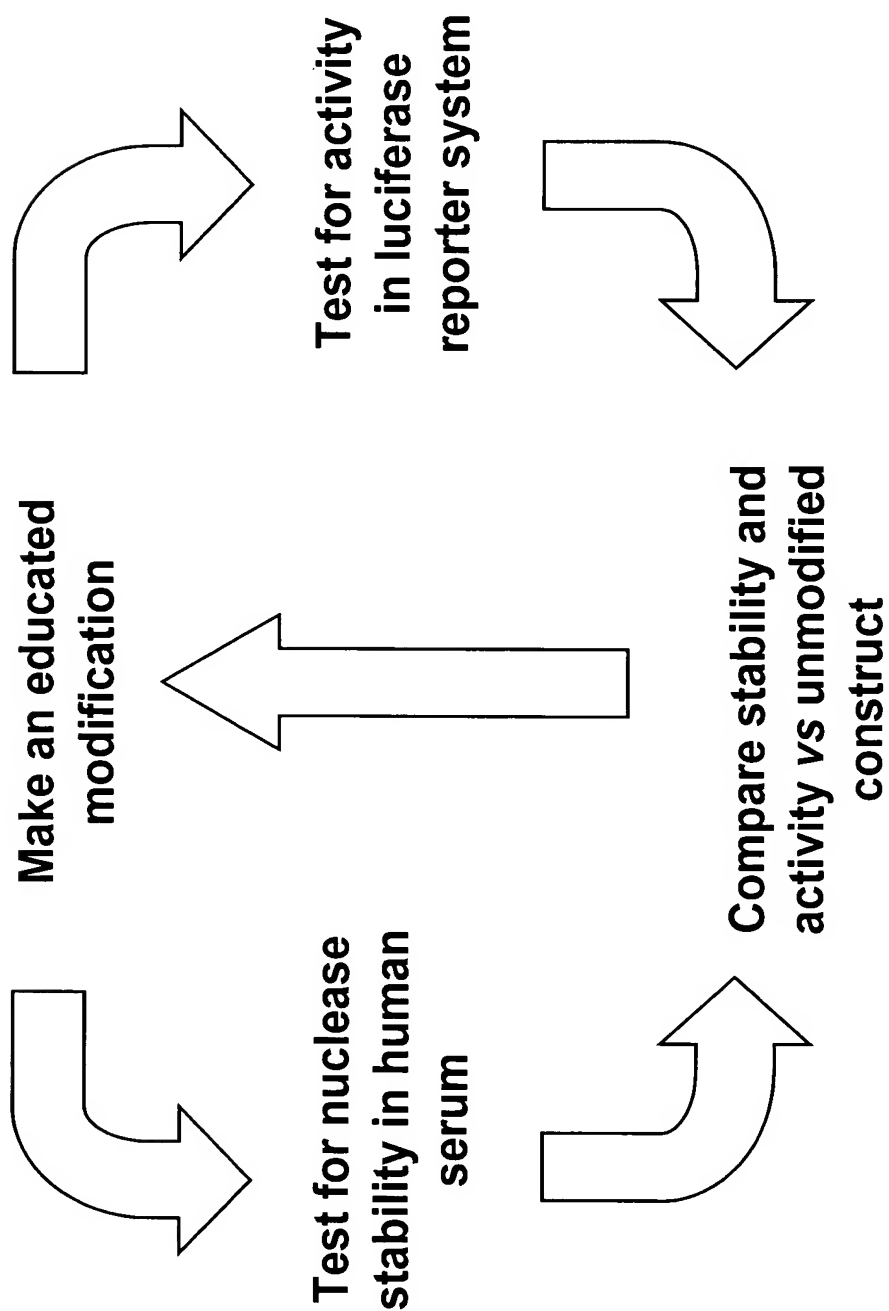 Make an educated
modification
Test for nuclease
stability in human
serum
Test for activity
in luciferase
reporter system
Compare stability and
activity vs unmodified
construct